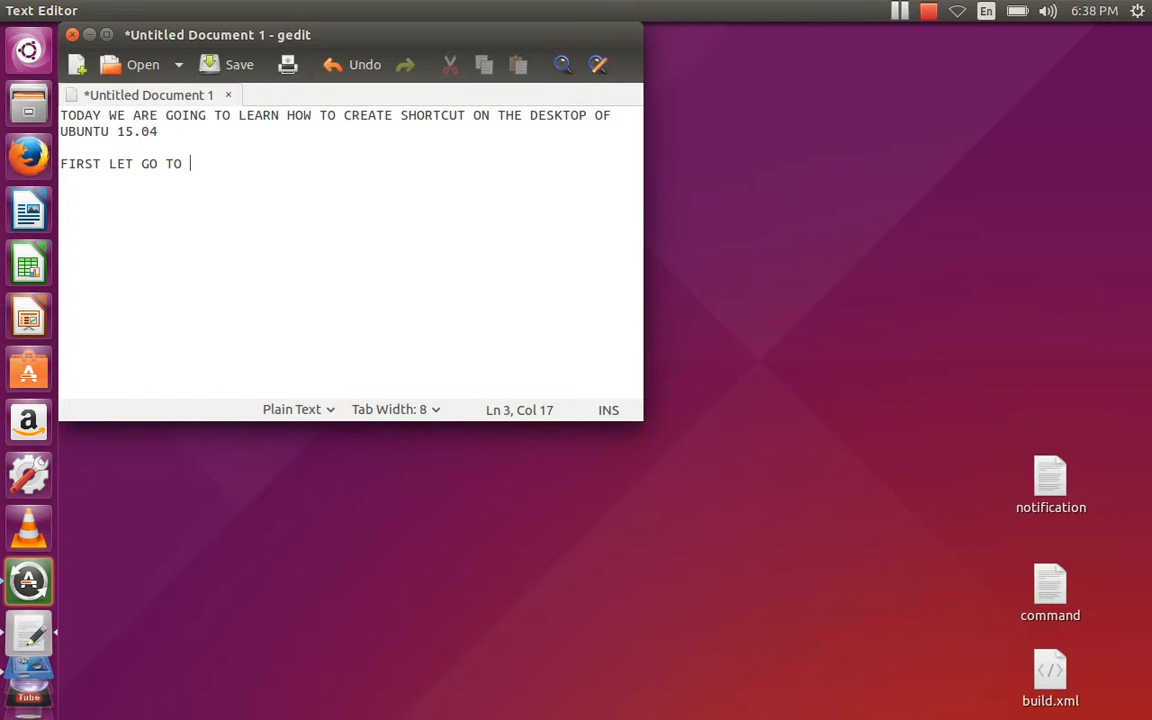 Text Editor
En
6:38 PM
*Untitled Document 1 - gedit
Open
Save
Undo
*Untitled Document 1 ×
TODAY WE ARE GOING TO LEARN HOW TO CREATE SHORTCUT ON THE DESKTOP OF
UBUNTU 15.04
FIRST LET GO TO
Plain Text
Tab Width: 8
Ln 3, Col 17
INS
notification
command
build.xml
Tube